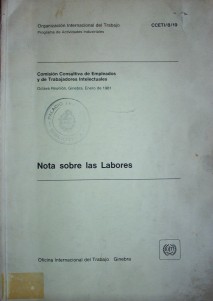 Organización Internacional del Trabajo CCETI/8/19
Programa de Actividades Industriales
Comisión Consultiva de Empleados
y de Trabajadores Intelectuales
Octava Reunión, Ginebra, Enero de 1981
Nota sobre las Labores
Oficina Internacional del Trabajo Ginebra